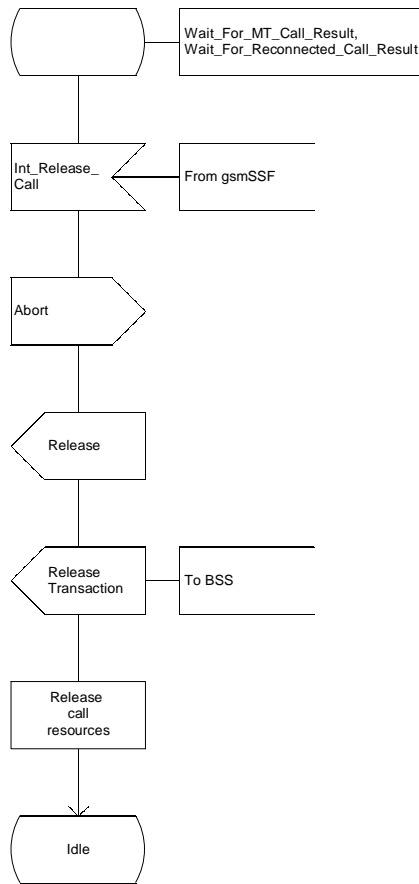 Wait_For_MT_Call_Result,
Wait_For_Reconnected_Call_Result
Int_Release_
Call
From gsmSSF
Abort
Release
Release
Transaction
To BSS
Release
call
resources
Idle